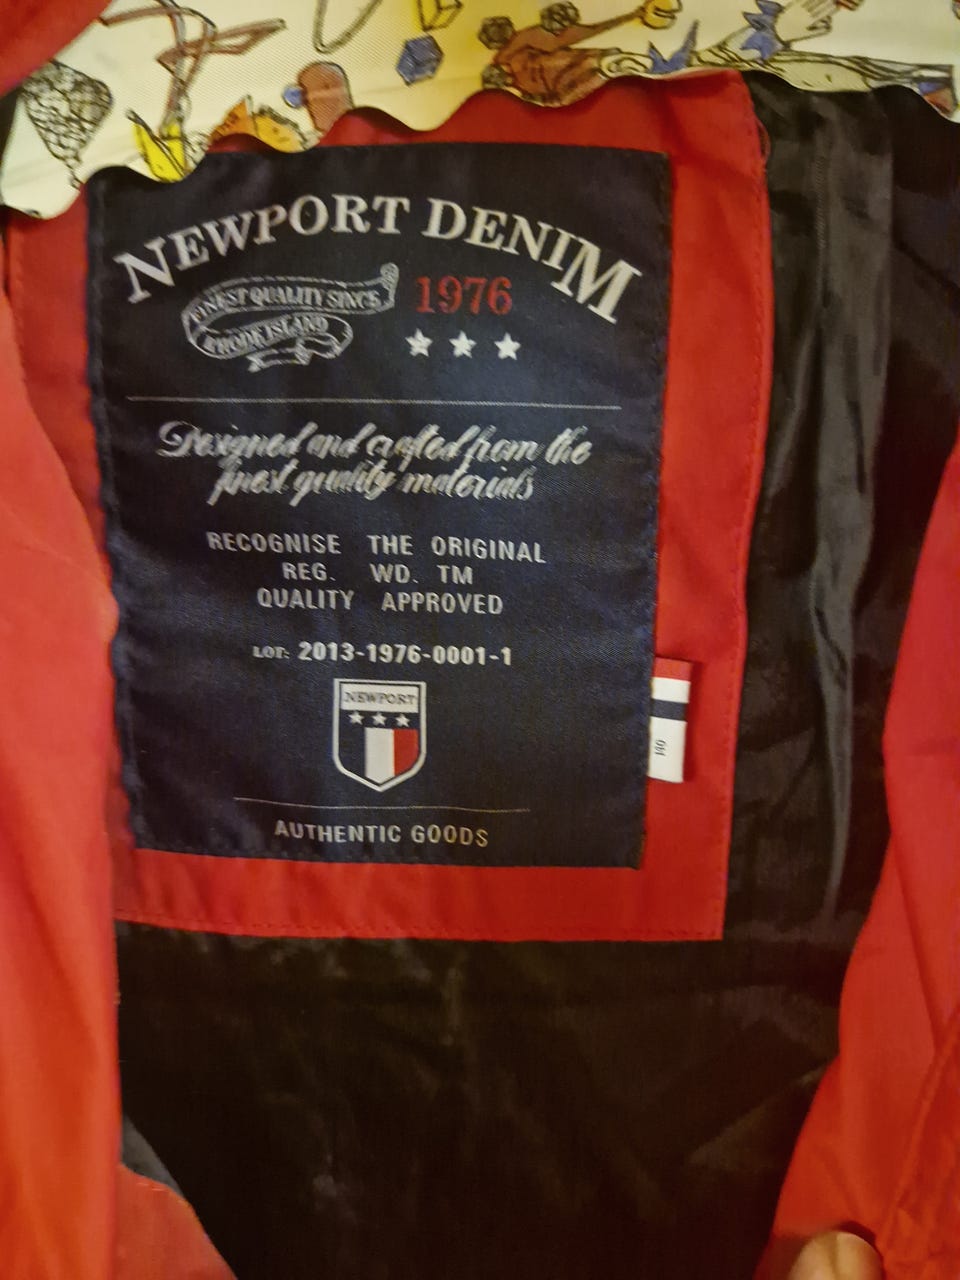 NEWPORT DENIM
FINEST QUALITY SINCE
1976
RHODE ISLAND
Designed and crafted from the
finest quality materials
RECOGNISE THE ORIGINAL
REG. WD. TM
QUALITY APPROVED
LOT: 2013-1976-0001-1
NEWPORT
140
AUTHENTIC GOODS